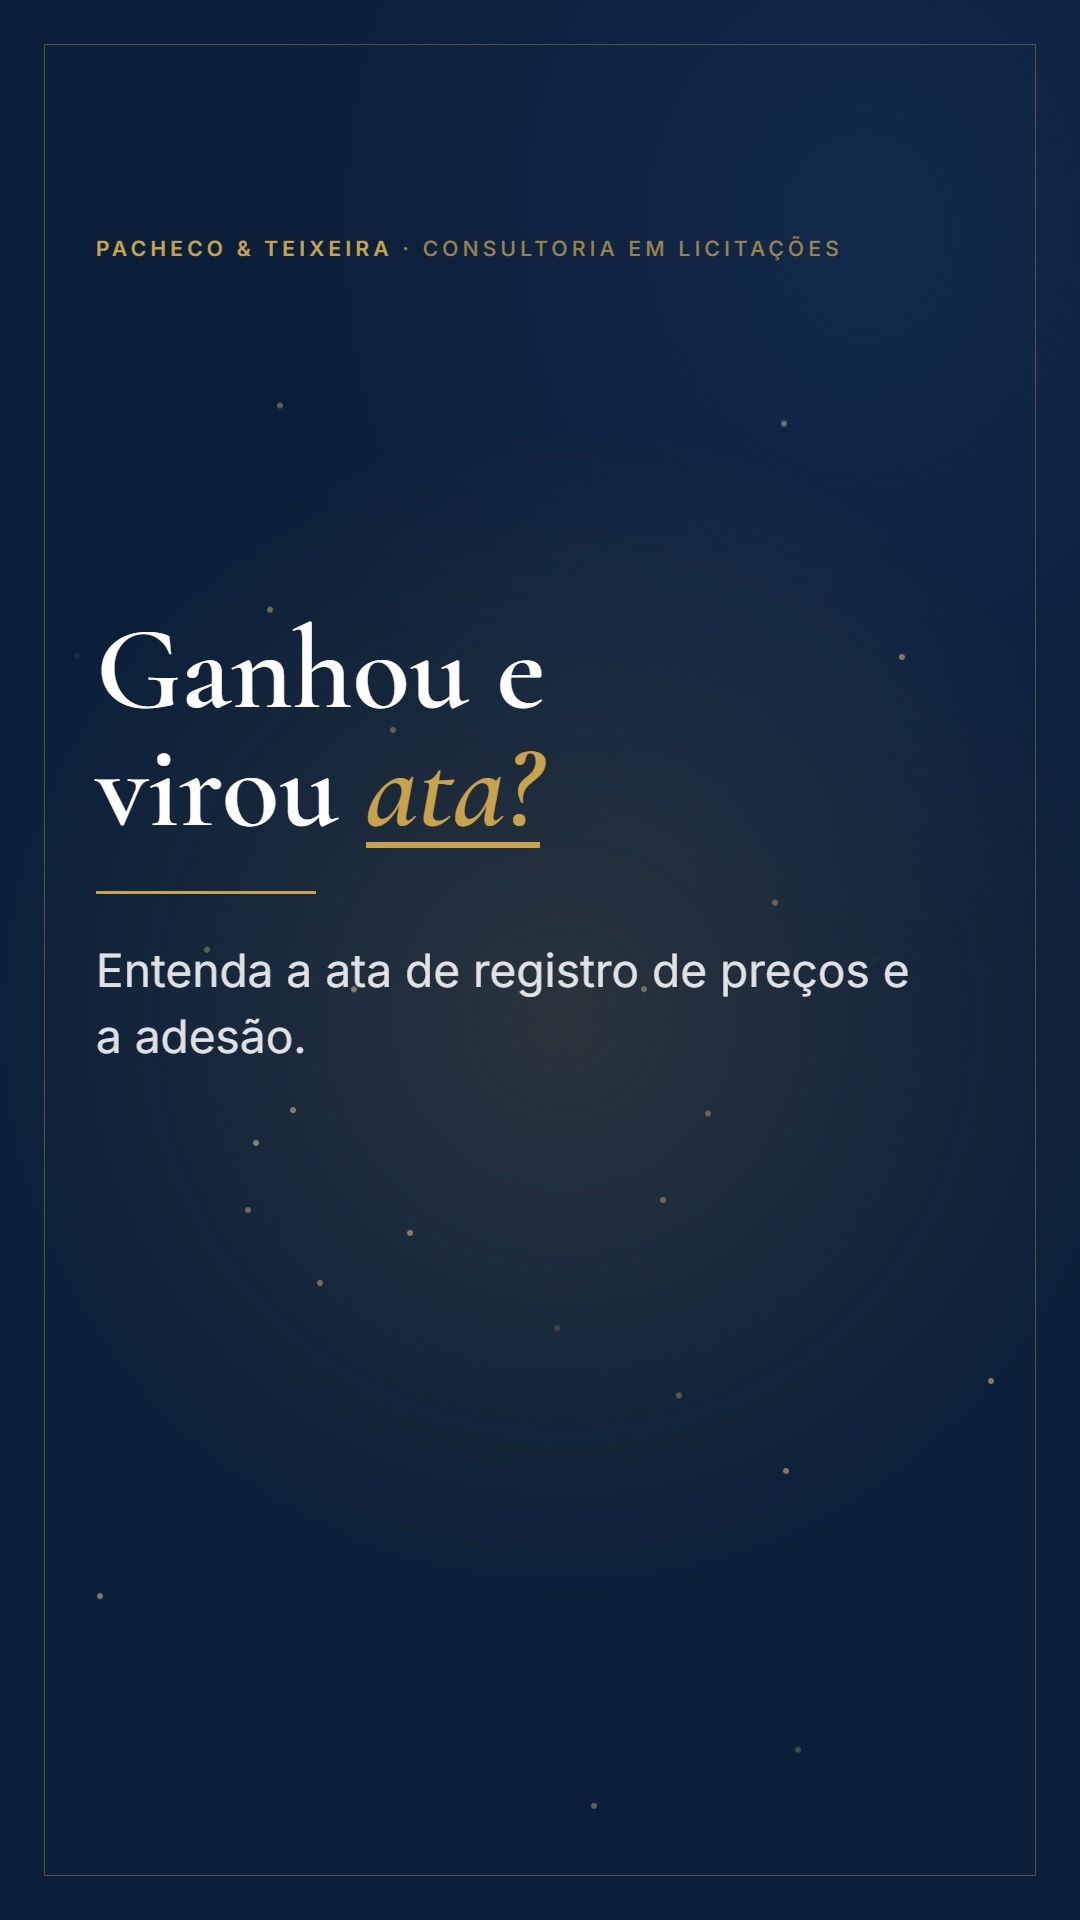 PACHECO & TEIXEIRA · CONSULTORIA EM LICITAÇÕES
Ganhou e
virou ata?
Entenda a ata de registro de preços e
a adesão.